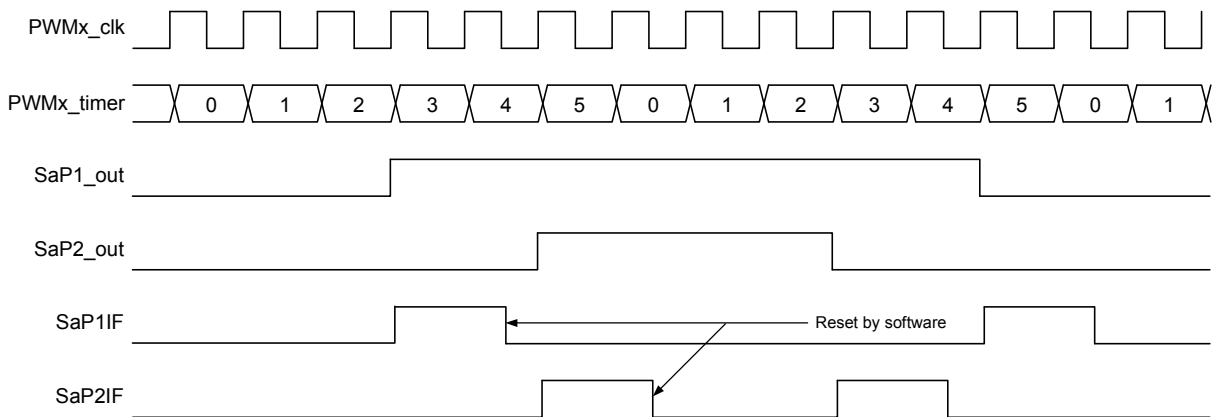 PWMx_clk
PWMx_timer 0 1 2 3 4 5 0 1 2 3 4 5 0 1
SaP1_out
SaP2_out
SaP1IF Reset by software
SaP2IF